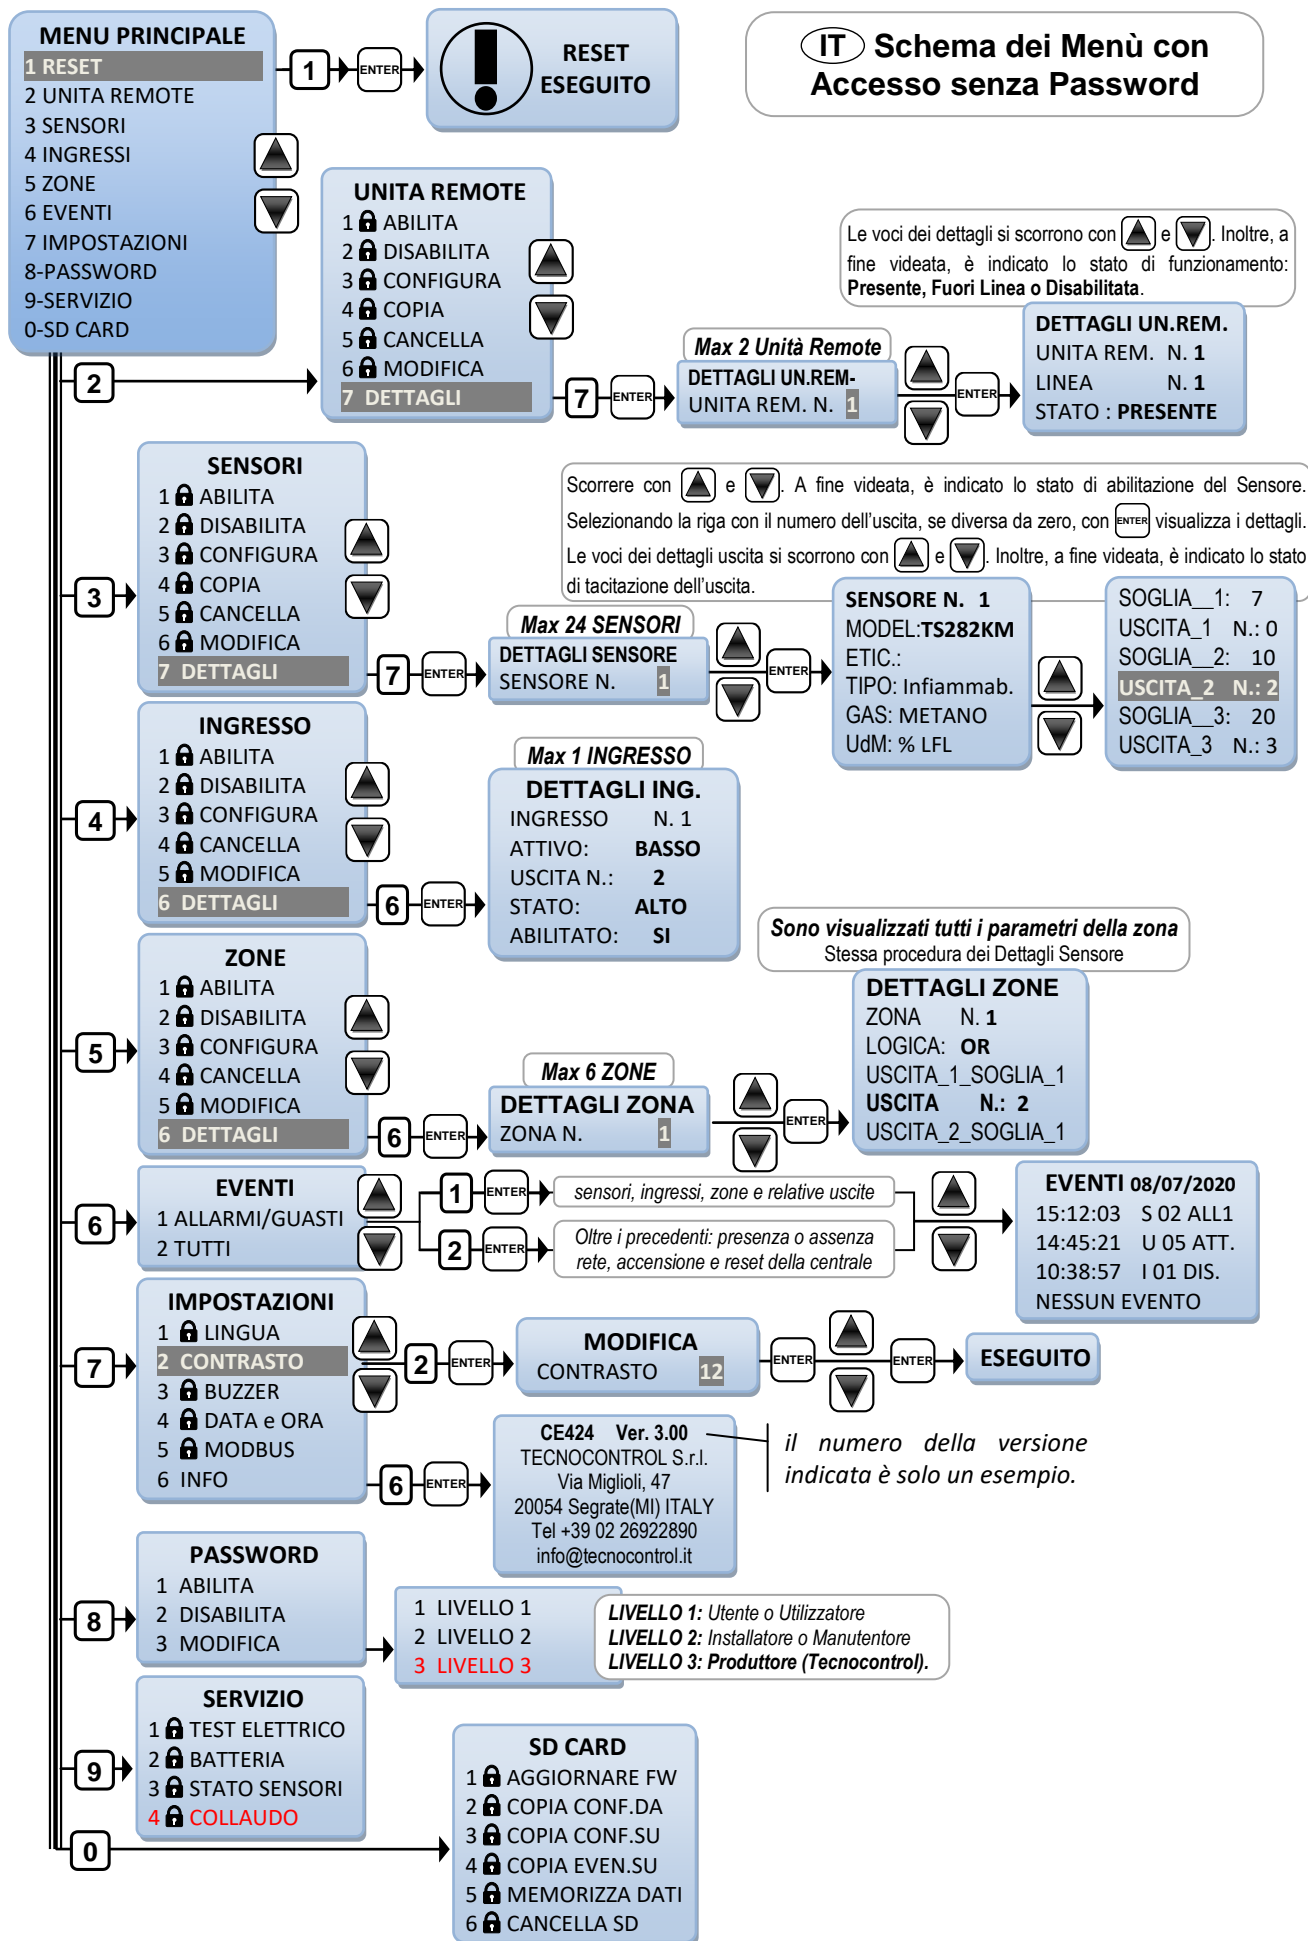 MENU PRINCIPALE
1 RESET
2 UNITA REMOTE
3 SENSORI
4 INGRESSI
5 ZONE
6 EVENTI
7 IMPOSTAZIONI
8-PASSWORD
9-SERVIZIO
0-SD CARD
1
ENTER
RESET
ESEGUITO
IT Schema dei Menù con
Accesso senza Password
2
UNITA REMOTE
1 ABILITA
2 DISABILITA
3 CONFIGURA
4 COPIA
5 CANCELLA
6 MODIFICA
7 DETTAGLI
7
ENTER
Max 2 Unità Remote
DETTAGLI UN.REM-
UNITA REM. N. 1
ENTER
Le voci dei dettagli si scorrono con e . Inoltre, a
fine videata, è indicato lo stato di funzionamento:
Presente, Fuori Linea o Disabilitata.
DETTAGLI UN.REM.
UNITA REM. N. 1
LINEA N. 1
STATO : PRESENTE
3
SENSORI
1 ABILITA
2 DISABILITA
3 CONFIGURA
4 COPIA
5 CANCELLA
6 MODIFICA
7 DETTAGLI
7
ENTER
Scorrere con e . A fine videata, è indicato lo stato di abilitazione del Sensore.
Selezionando la riga con il numero dell'uscita, se diversa da zero, con ENTER visualizza i dettagli.
Le voci dei dettagli uscita si scorrono con e . Inoltre, a fine videata, è indicato lo stato
di tacitazione dell'uscita.
Max 24 SENSORI
DETTAGLI SENSORE
SENSORE N. 1
ENTER
SENSORE N. 1
MODEL:TS282KM
ETIC.:
TIPO: Infiammab.
GAS: METANO
UdM: % LFL
SOGLIA__1: 7
USCITA_1 N.: 0
SOGLIA__2: 10
USCITA_2 N.: 2
SOGLIA__3: 20
USCITA_3 N.: 3
4
INGRESSO
1 ABILITA
2 DISABILITA
3 CONFIGURA
4 CANCELLA
5 MODIFICA
6 DETTAGLI
6
ENTER
Max 1 INGRESSO
DETTAGLI ING.
INGRESSO N. 1
ATTIVO: BASSO
USCITA N.: 2
STATO: ALTO
ABILITATO: SI
5
ZONE
1 ABILITA
2 DISABILITA
3 CONFIGURA
4 CANCELLA
5 MODIFICA
6 DETTAGLI
6
ENTER
Max 6 ZONE
DETTAGLI ZONA
ZONA N. 1
ENTER
Sono visualizzati tutti i parametri della zona
Stessa procedura dei Dettagli Sensore
DETTAGLI ZONE
ZONA N. 1
LOGICA: OR
USCITA_1_SOGLIA_1
USCITA N.: 2
USCITA_2_SOGLIA_1
6
EVENTI
1 ALLARMI/GUASTI
2 TUTTI
1
ENTER
sensori, ingressi, zone e relative uscite
2
ENTER
Oltre i precedenti: presenza o assenza
rete, accensione e reset della centrale
EVENTI 08/07/2020
15:12:03 S 02 ALL1
14:45:21 U 05 ATT.
10:38:57 I 01 DIS.
NESSUN EVENTO
7
IMPOSTAZIONI
1 LINGUA
2 CONTRASTO
3 BUZZER
4 DATA e ORA
5 MODBUS
6 INFO
2
ENTER
MODIFICA
CONTRASTO 12
ENTER
ENTER
ESEGUITO
6
ENTER
CE424 Ver. 3.00
TECNOCONTROL S.r.l.
Via Miglioli, 47
20054 Segrate(MI) ITALY
Tel +39 02 26922890
info@tecnocontrol.it
il numero della versione
indicata è solo un esempio.
8
PASSWORD
1 ABILITA
2 DISABILITA
3 MODIFICA
1 LIVELLO 1
2 LIVELLO 2
3 LIVELLO 3
LIVELLO 1: Utente o Utilizzatore
LIVELLO 2: Installatore o Manutentore
LIVELLO 3: Produttore (Tecnocontrol).
9
SERVIZIO
1 TEST ELETTRICO
2 BATTERIA
3 STATO SENSORI
4 COLLAUDO
0
SD CARD
1 AGGIORNARE FW
2 COPIA CONF.DA
3 COPIA CONF.SU
4 COPIA EVEN.SU
5 MEMORIZZA DATI
6 CANCELLA SD